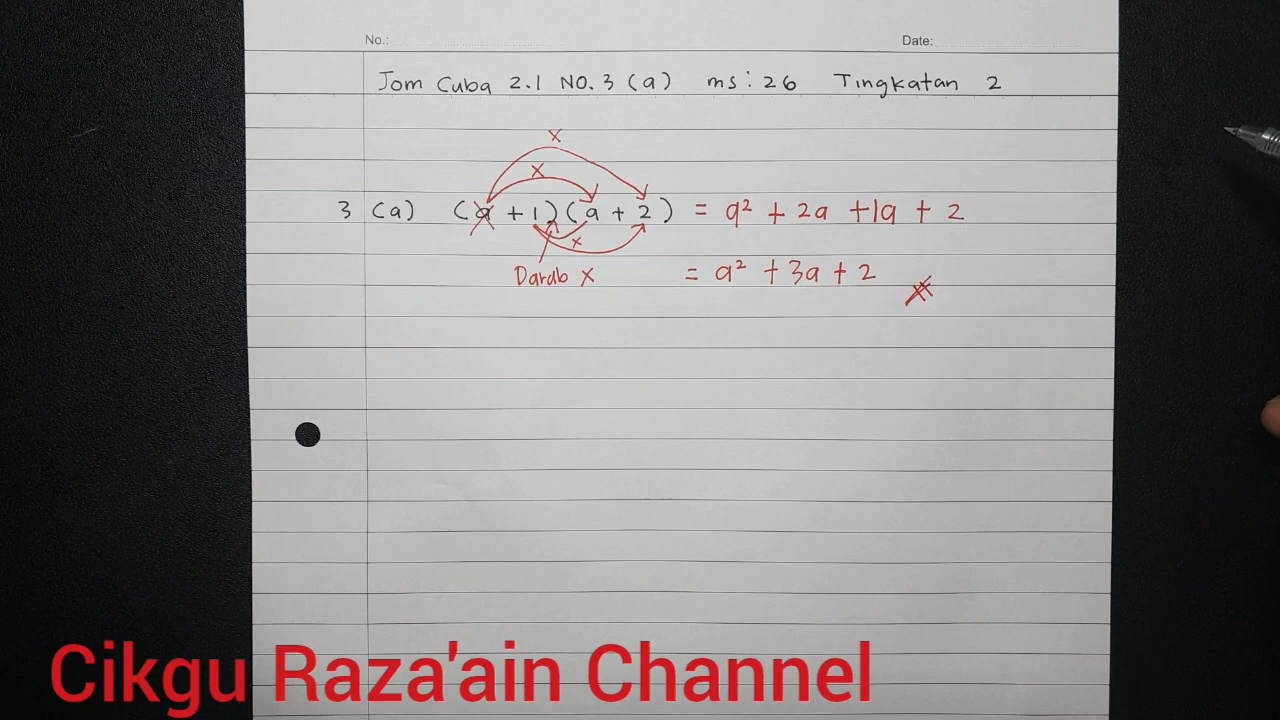 No.: Date:
Jom Cuba 2.1 NO.3 (a) ms: 26 Tingkatan 2
x
x
3 (a) (a + 1)(a + 2) = a² + 2a + 1a + 2
x
Darab x = a² + 3a + 2
Cikgu Raza'ain Channel